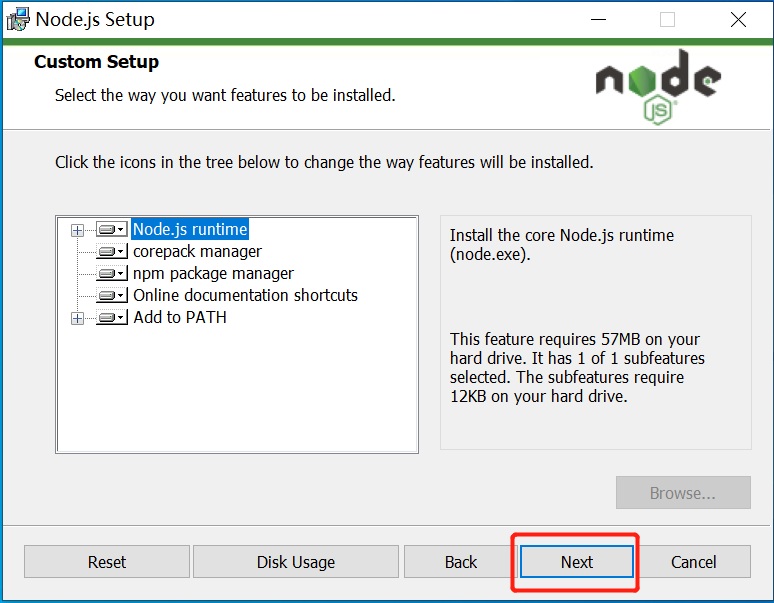 Node.js Setup
Custom Setup
Select the way you want features to be installed.
node
JS
Click the icons in the tree below to change the way features will be installed.
Node.js runtime
corepack manager
npm package manager
Online documentation shortcuts
Add to PATH
Install the core Node.js runtime
(node.exe).
This feature requires 57MB on your
hard drive. It has 1 of 1 subfeatures
selected. The subfeatures require
12KB on your hard drive.
Browse...
Reset
Disk Usage
Back
Next
Cancel